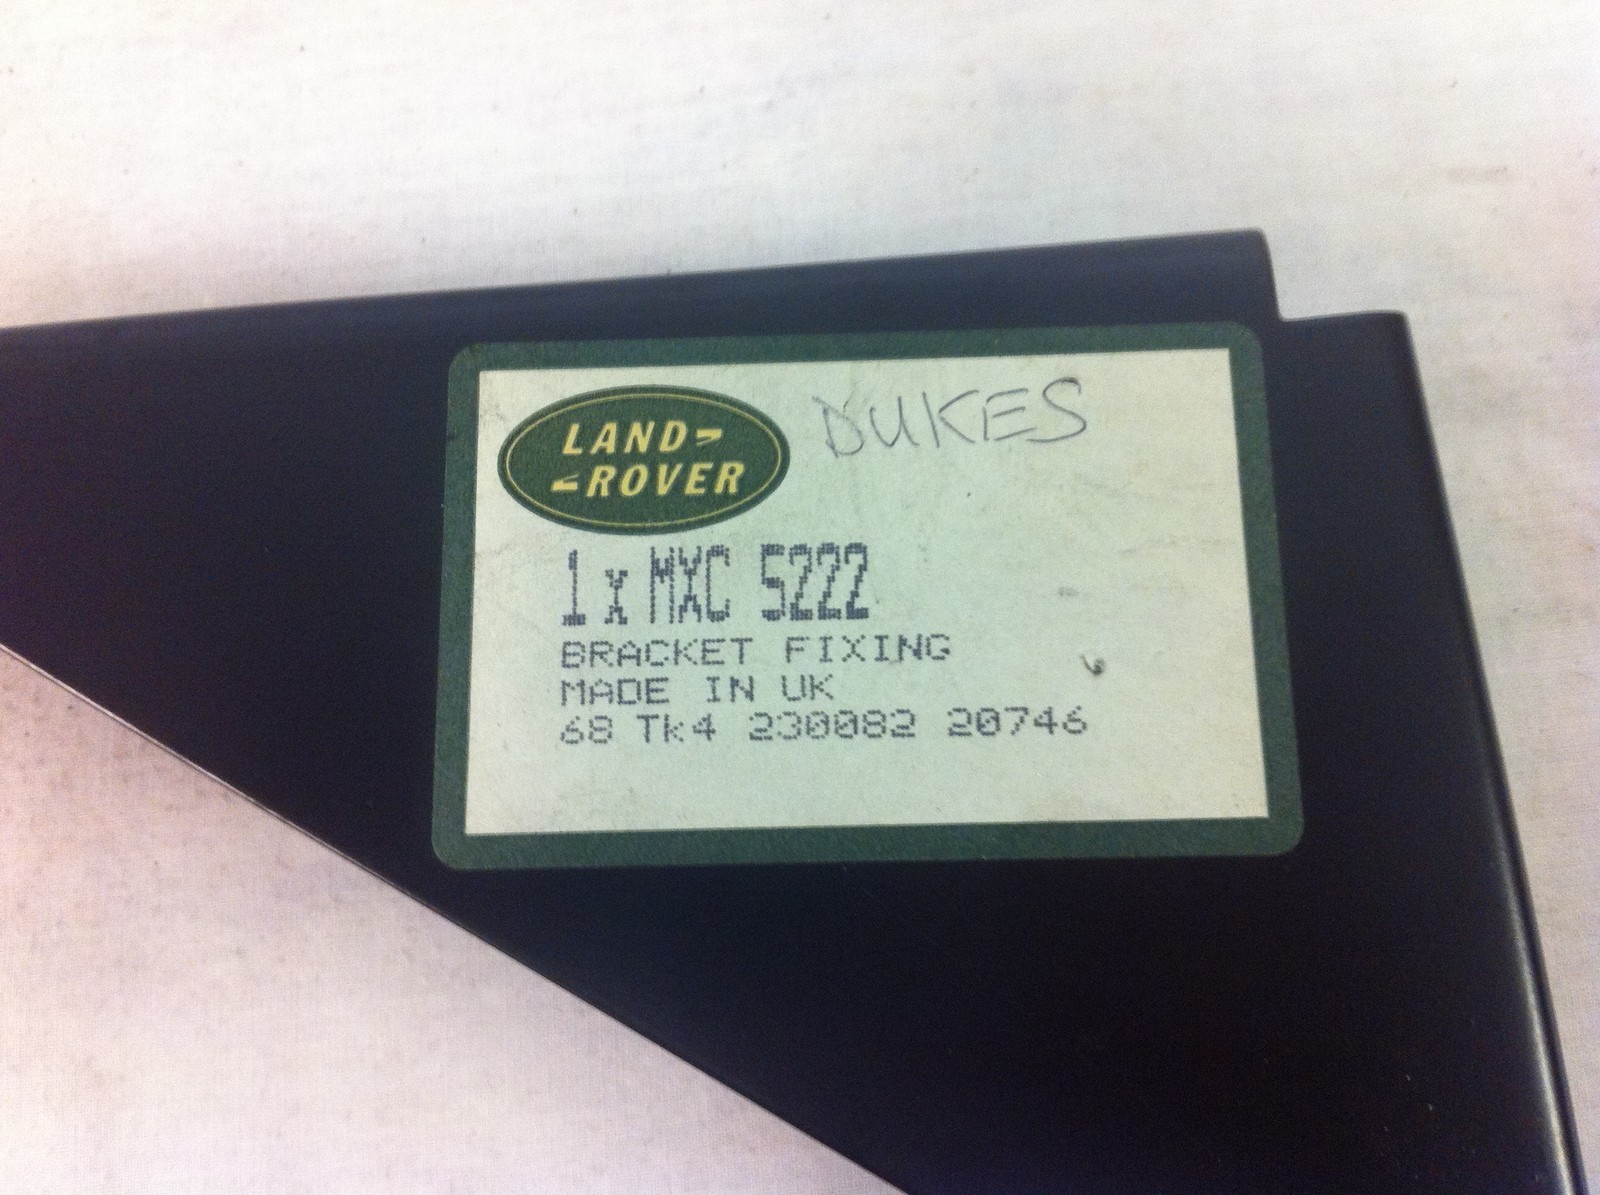 LAND
ROVER
DUKES
1 x MXC 5222
BRACKET FIXING
MADE IN UK
68 Tk4 230082 20746